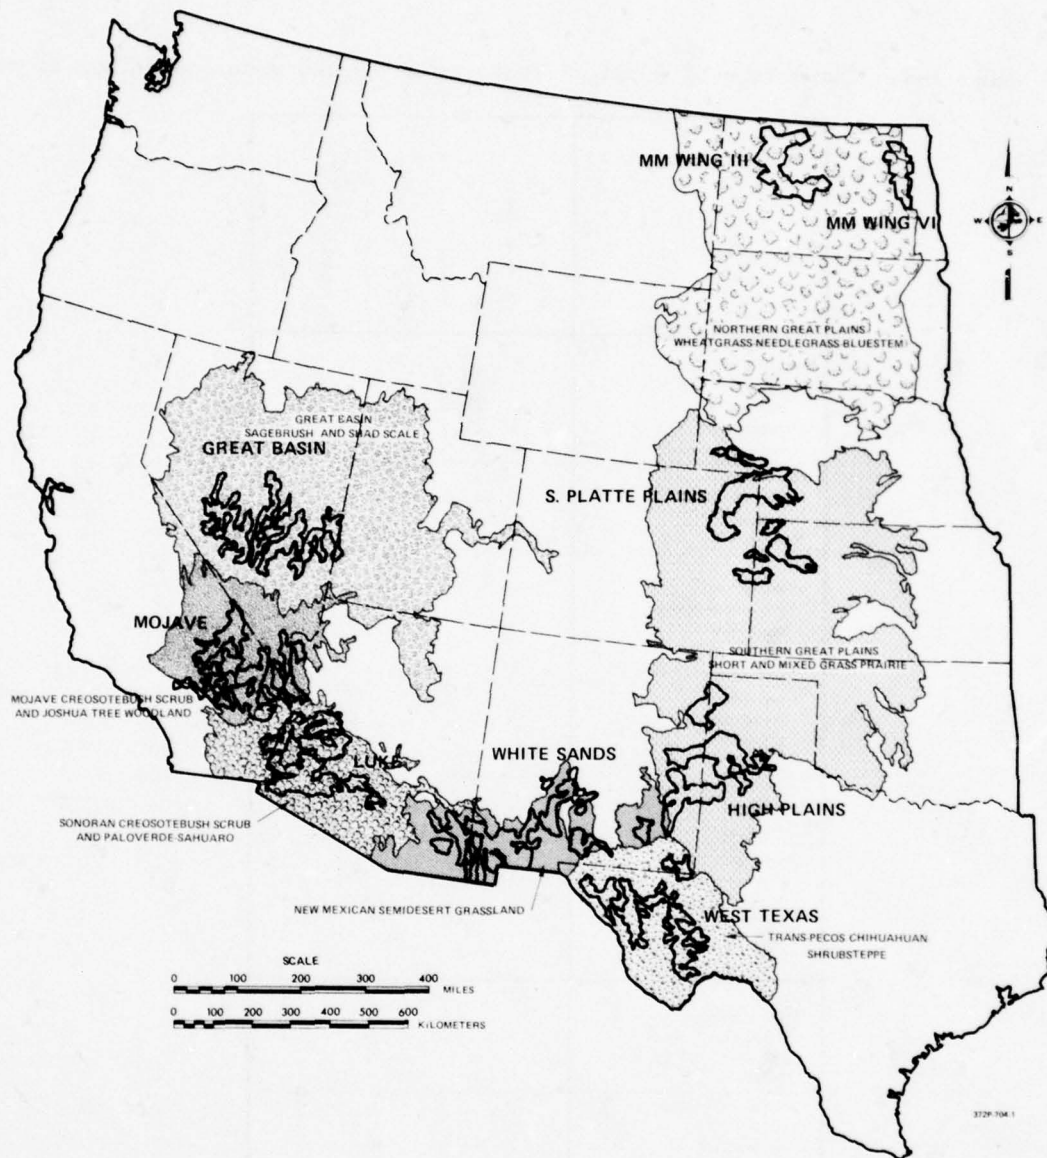 MM WING III
MM WING VI
N
W
E
S
NORTHERN GREAT PLAINS
WHEATGRASS-NEEDLEGRASS-BLUESTEM
GREAT BASIN
SAGEBRUSH AND SHAD SCALE
GREAT BASIN
S. PLATTE PLAINS
MOJAVE
SOUTHERN GREAT PLAINS
SHORT AND MIXED GRASS PRAIRIE
MOJAVE CREOSOTEBUSH SCRUB
AND JOSHUA TREE WOODLAND
LUKE
WHITE SANDS
HIGH PLAINS
SONORAN CREOSOTEBUSH SCRUB
AND PALOVERDE-SAHUARO
NEW MEXICAN SEMIDESERT GRASSLAND
WEST TEXAS
TRANS-PECOS CHIHUAHUAN
SHRUBSTEPPE
SCALE
0 100 200 300 400
MILES
0 100 200 300 400 500 600
KILOMETERS
372P-704-1